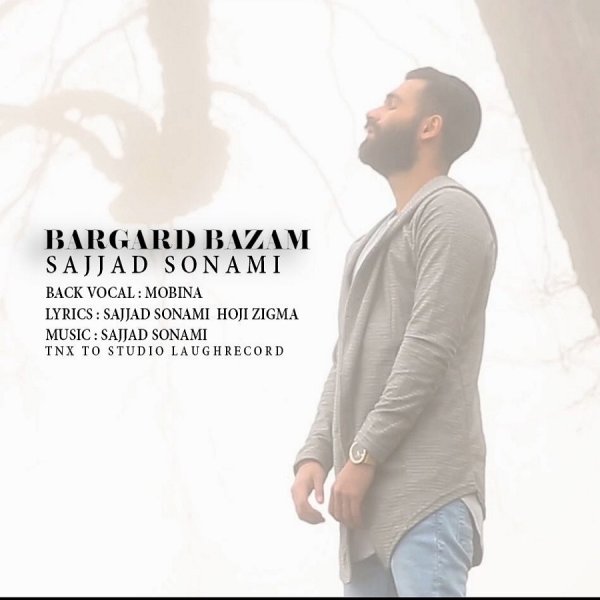 BARGARD BAZAM
SAJJAD SONAMI
BACK VOCAL : MOBINA
LYRICS : SAJJAD SONAMI HOJI ZIGMA
MUSIC : SAJJAD SONAMI
TNX TO STUDIO LAUGHRECORD